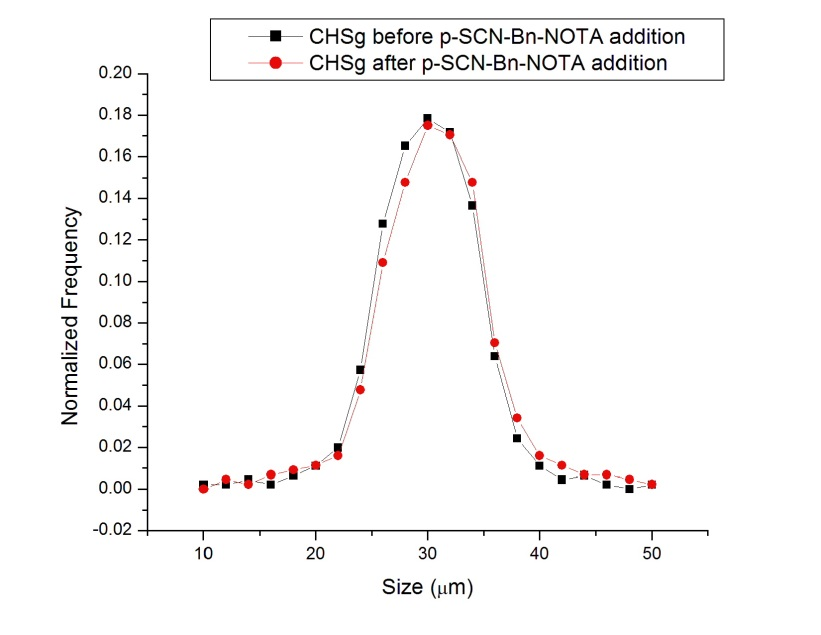 CHSg before p-SCN-Bn-NOTA addition
CHSg after p-SCN-Bn-NOTA addition
0.20
0.18
0.16
0.14
0.12
0.10
0.08
0.06
0.04
0.02
0.00
-0.02
Normalized Frequency
10 20 30 40 50
Size (μm)